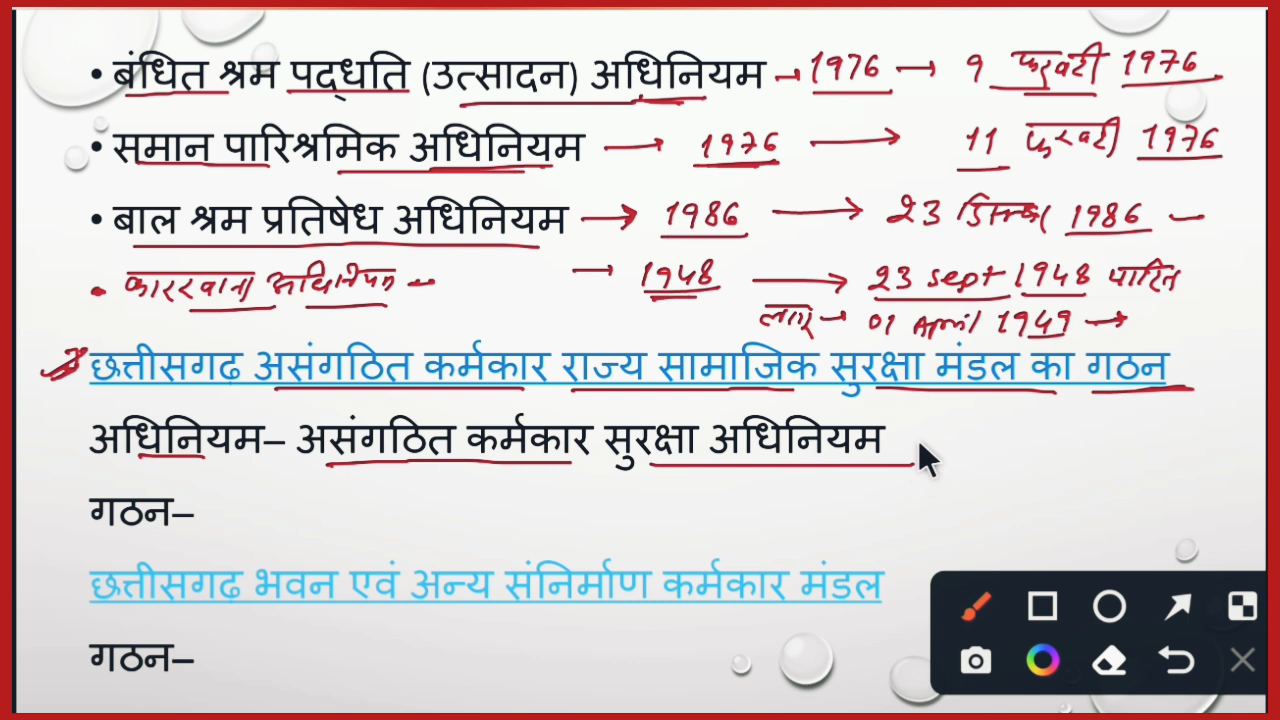 • बंधित श्रम पद्धति (उत्सादन) अधिनियम → 1976 → 9 फरवरी 1976
• समान पारिश्रमिक अधिनियम → 1976 → 11 फरवरी 1976
• बाल श्रम प्रतिषेध अधिनियम → 1986 → 23 दिसम्बर 1986 -
• कारखाना अधिनियम - → 1948 → 23 sept 1948 पारित
लागू → 01 April 1949 →
छत्तीसगढ़ असंगठित कर्मकार राज्य सामाजिक सुरक्षा मंडल का गठन
अधिनियम– असंगठित कर्मकार सुरक्षा अधिनियम
गठन–
छत्तीसगढ़ भवन एवं अन्य संनिर्माण कर्मकार मंडल
गठन–